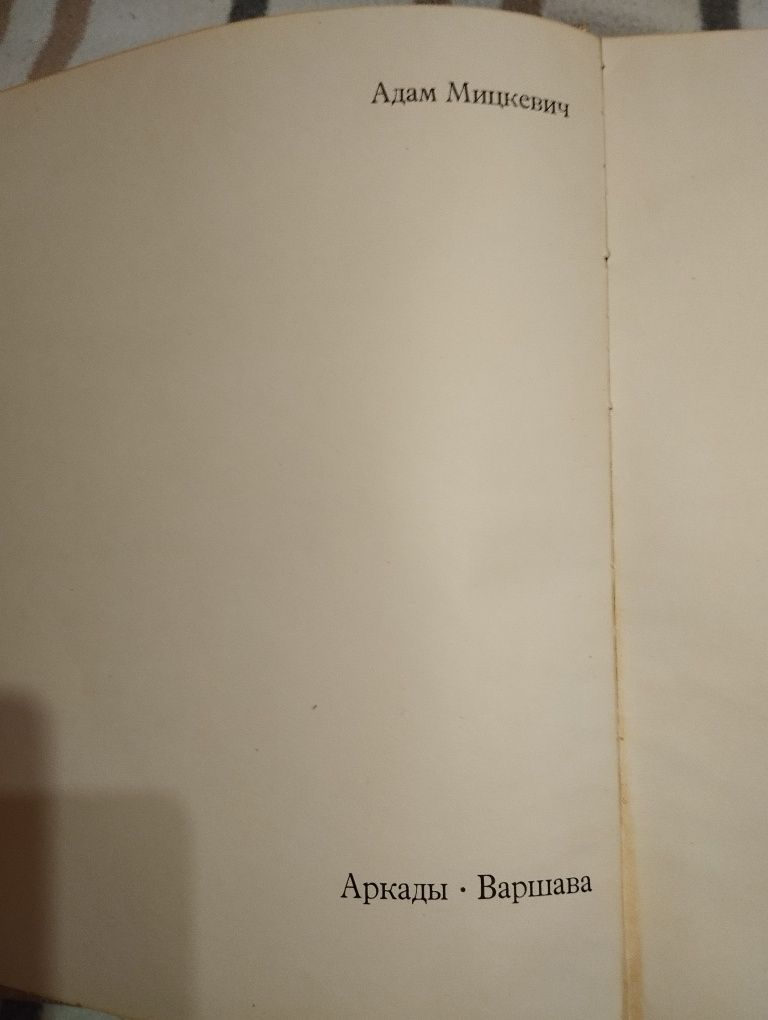 Адам Мицкевич
Аркады · Варшава